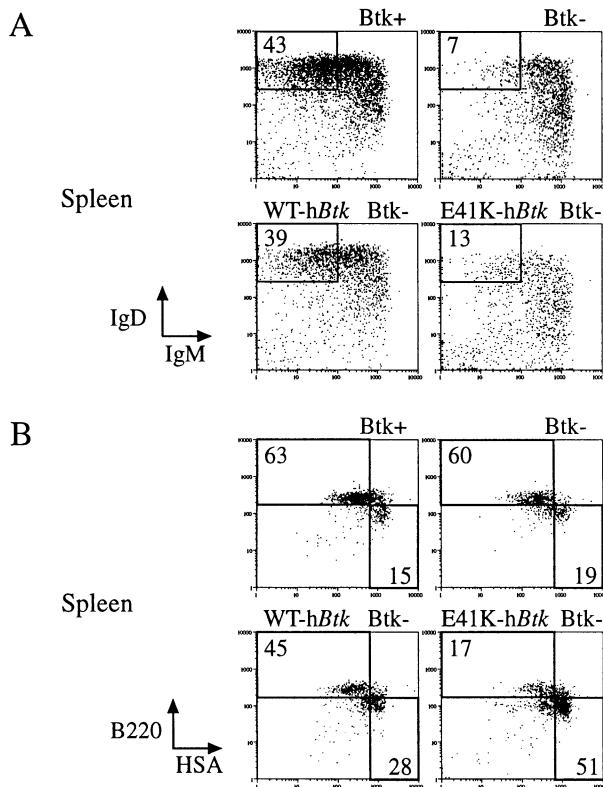 A
Btk+ Btk-
43 7
Spleen
WT-hBtk Btk- E41K-hBtk Btk-
39 13
IgD
IgM
B
Btk+ Btk-
63 60
15 19
Spleen
WT-hBtk Btk- E41K-hBtk Btk-
45 17
B220
HSA
28 51